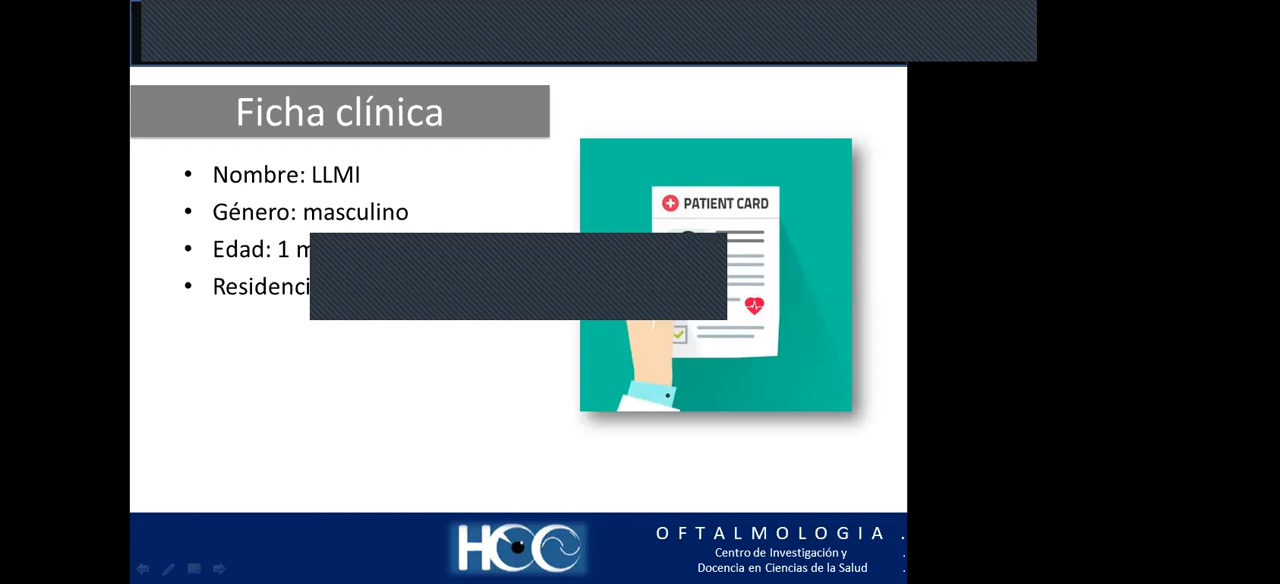 Ficha clínica
• Nombre: LLMI
• Género: masculino
• Edad: 1
• 
PATIENT CARD
HCC
OFTALMOLOGIA .
Centro de Investigación y .
Docencia en Ciencias de la Salud .